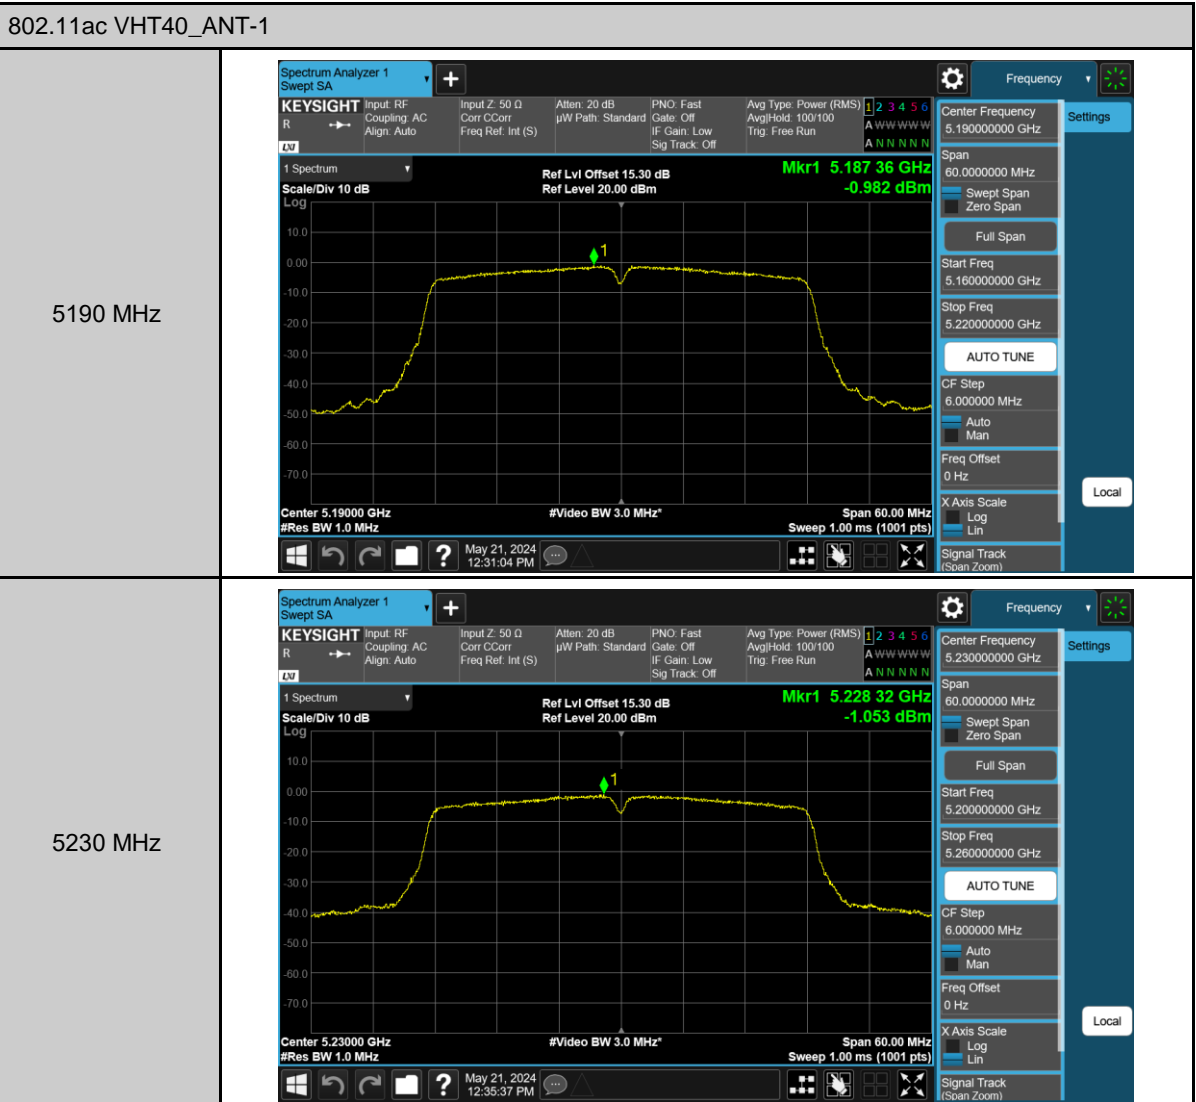 802.11ac VHT40_ANT-1
5190 MHz
Spectrum Analyzer 1
Swept SA
Frequency
KEYSIGHT
R
LXI
Input: RF
Coupling: AC
Align: Auto
Input Z: 50 Ω
Corr CCorr
Freq Ref: Int (S)
Atten: 20 dB
µW Path: Standard
PNO: Fast
Gate: Off
IF Gain: Low
Sig Track: Off
Avg Type: Power (RMS)
Avg|Hold: 100/100
Trig: Free Run
1 2 3 4 5 6
A W W W W W
A N N N N N
1 Spectrum
Scale/Div 10 dB
Log
Ref Lvl Offset 15.30 dB
Ref Level 20.00 dBm
Mkr1 5.187 36 GHz
-0.982 dBm
1
10.0
0.00
-10.0
-20.0
-30.0
-40.0
-50.0
-60.0
-70.0
Center 5.19000 GHz
#Res BW 1.0 MHz
#Video BW 3.0 MHz*
Span 60.00 MHz
Sweep 1.00 ms (1001 pts)
May 21, 2024
12:31:04 PM
Center Frequency
5.190000000 GHz
Settings
Span
60.0000000 MHz
Swept Span
Zero Span
Full Span
Start Freq
5.160000000 GHz
Stop Freq
5.220000000 GHz
AUTO TUNE
CF Step
6.000000 MHz
Auto
Man
Freq Offset
0 Hz
X Axis Scale
Log
Lin
Local
Signal Track
(Span Zoom)
5230 MHz
Spectrum Analyzer 1
Swept SA
Frequency
KEYSIGHT
R
LXI
Input: RF
Coupling: AC
Align: Auto
Input Z: 50 Ω
Corr CCorr
Freq Ref: Int (S)
Atten: 20 dB
µW Path: Standard
PNO: Fast
Gate: Off
IF Gain: Low
Sig Track: Off
Avg Type: Power (RMS)
Avg|Hold: 100/100
Trig: Free Run
1 2 3 4 5 6
A W W W W W
A N N N N N
1 Spectrum
Scale/Div 10 dB
Log
Ref Lvl Offset 15.30 dB
Ref Level 20.00 dBm
Mkr1 5.228 32 GHz
-1.053 dBm
1
10.0
0.00
-10.0
-20.0
-30.0
-40.0
-50.0
-60.0
-70.0
Center 5.23000 GHz
#Res BW 1.0 MHz
#Video BW 3.0 MHz*
Span 60.00 MHz
Sweep 1.00 ms (1001 pts)
May 21, 2024
12:35:37 PM
Center Frequency
5.230000000 GHz
Settings
Span
60.0000000 MHz
Swept Span
Zero Span
Full Span
Start Freq
5.200000000 GHz
Stop Freq
5.260000000 GHz
AUTO TUNE
CF Step
6.000000 MHz
Auto
Man
Freq Offset
0 Hz
X Axis Scale
Log
Lin
Local
Signal Track
(Span Zoom)